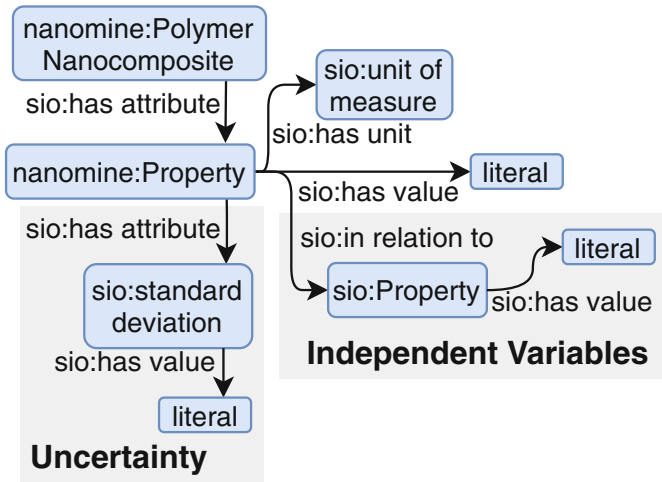 nanomine:Polymer
Nanocomposite
sio:has attribute
sio:unit of
measure
sio:has unit
nanomine:Property
literal
sio:has value
sio:has attribute
sio:in relation to
literal
sio:standard
deviation
sio:Property
sio:has value
sio:has value
Independent Variables
literal
Uncertainty